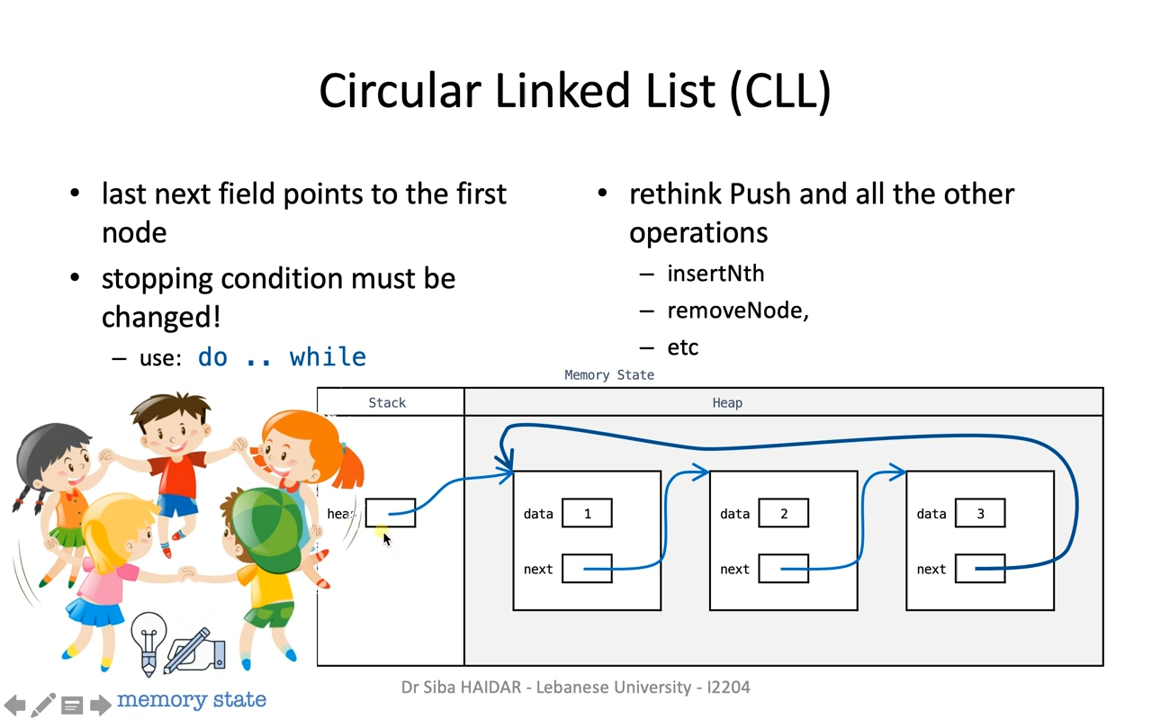 Circular Linked List (CLL)
• last next field points to the first
node
• stopping condition must be
changed!
– use: do .. while
• rethink Push and all the other
operations
– insertNth
– removeNode,
– etc
Memory State
Stack
Heap
data 1
next
data 2
next
data 3
next
memory state
Dr Siba HAIDAR - Lebanese University - I2204